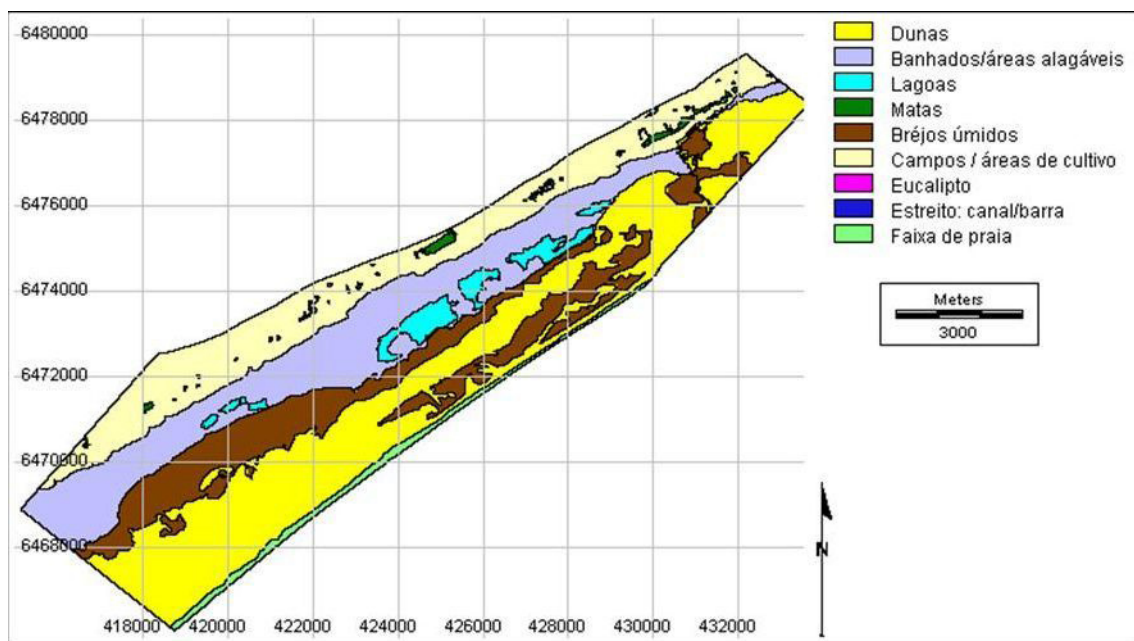 6480000
6478000
6476000
6474000
6472000
6470000
6468000
418000 420000 422000 424000 426000 428000 430000 432000
Dunas
Banhados/áreas alagáveis
Lagoas
Matas
Bréjos úmidos
Campos / áreas de cultivo
Eucalipto
Estreito: canal/barra
Faixa de praia
Meters
3000
N